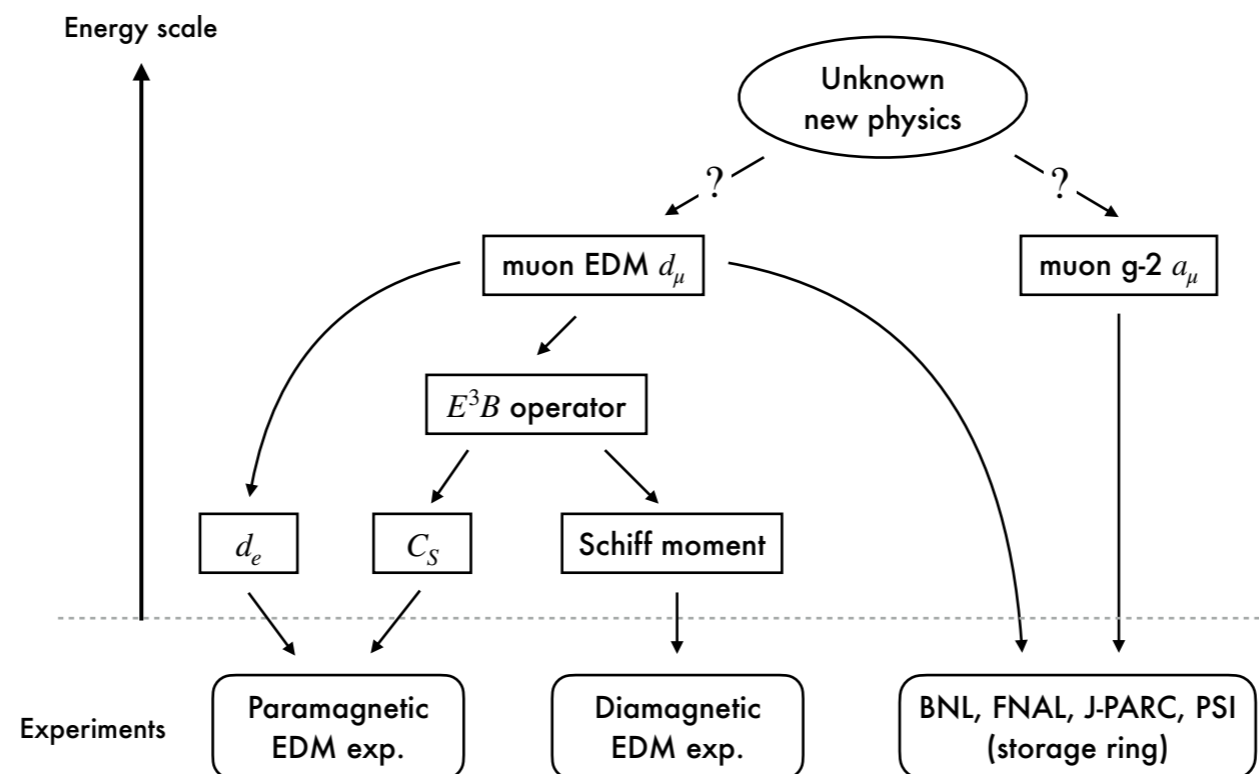 Energy scale
Unknown
new physics
?
?
muon EDM dμ
muon g-2 aμ
E³B operator
dₑ
C_S
Schiff moment
Experiments
Paramagnetic
EDM exp.
Diamagnetic
EDM exp.
BNL, FNAL, J-PARC, PSI
(storage ring)